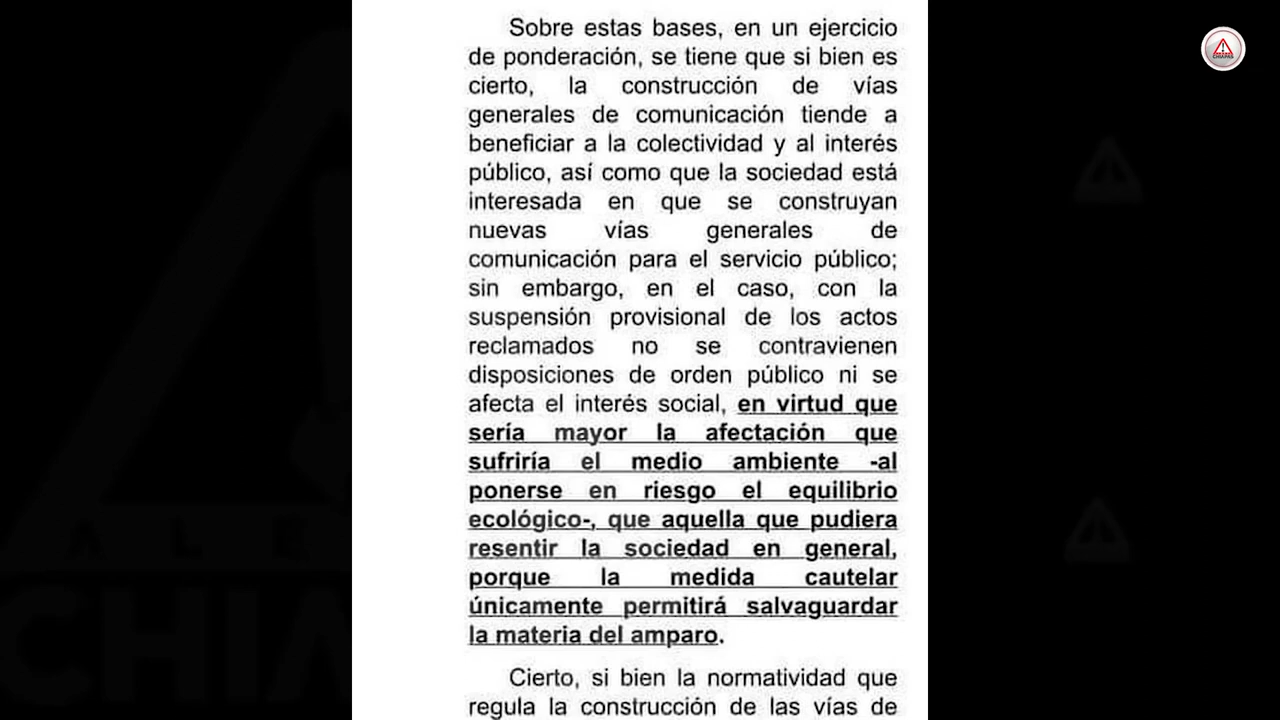 Sobre estas bases, en un ejercicio
de ponderación, se tiene que si bien es
cierto, la construcción de vías
generales de comunicación tiende a
beneficiar a la colectividad y al interés
público, así como que la sociedad está
interesada en que se construyan
nuevas vías generales de
comunicación para el servicio público;
sin embargo, en el caso, con la
suspensión provisional de los actos
reclamados no se contravienen
disposiciones de orden público ni se
afecta el interés social, en virtud que
sería mayor la afectación que
sufriría el medio ambiente -al
ponerse en riesgo el equilibrio
ecológico-, que aquella que pudiera
resentir la sociedad en general,
porque la medida cautelar
únicamente permitirá salvaguardar
la materia del amparo.
Cierto, si bien la normatividad que
regula la construcción de las vías de
CHIAPAS